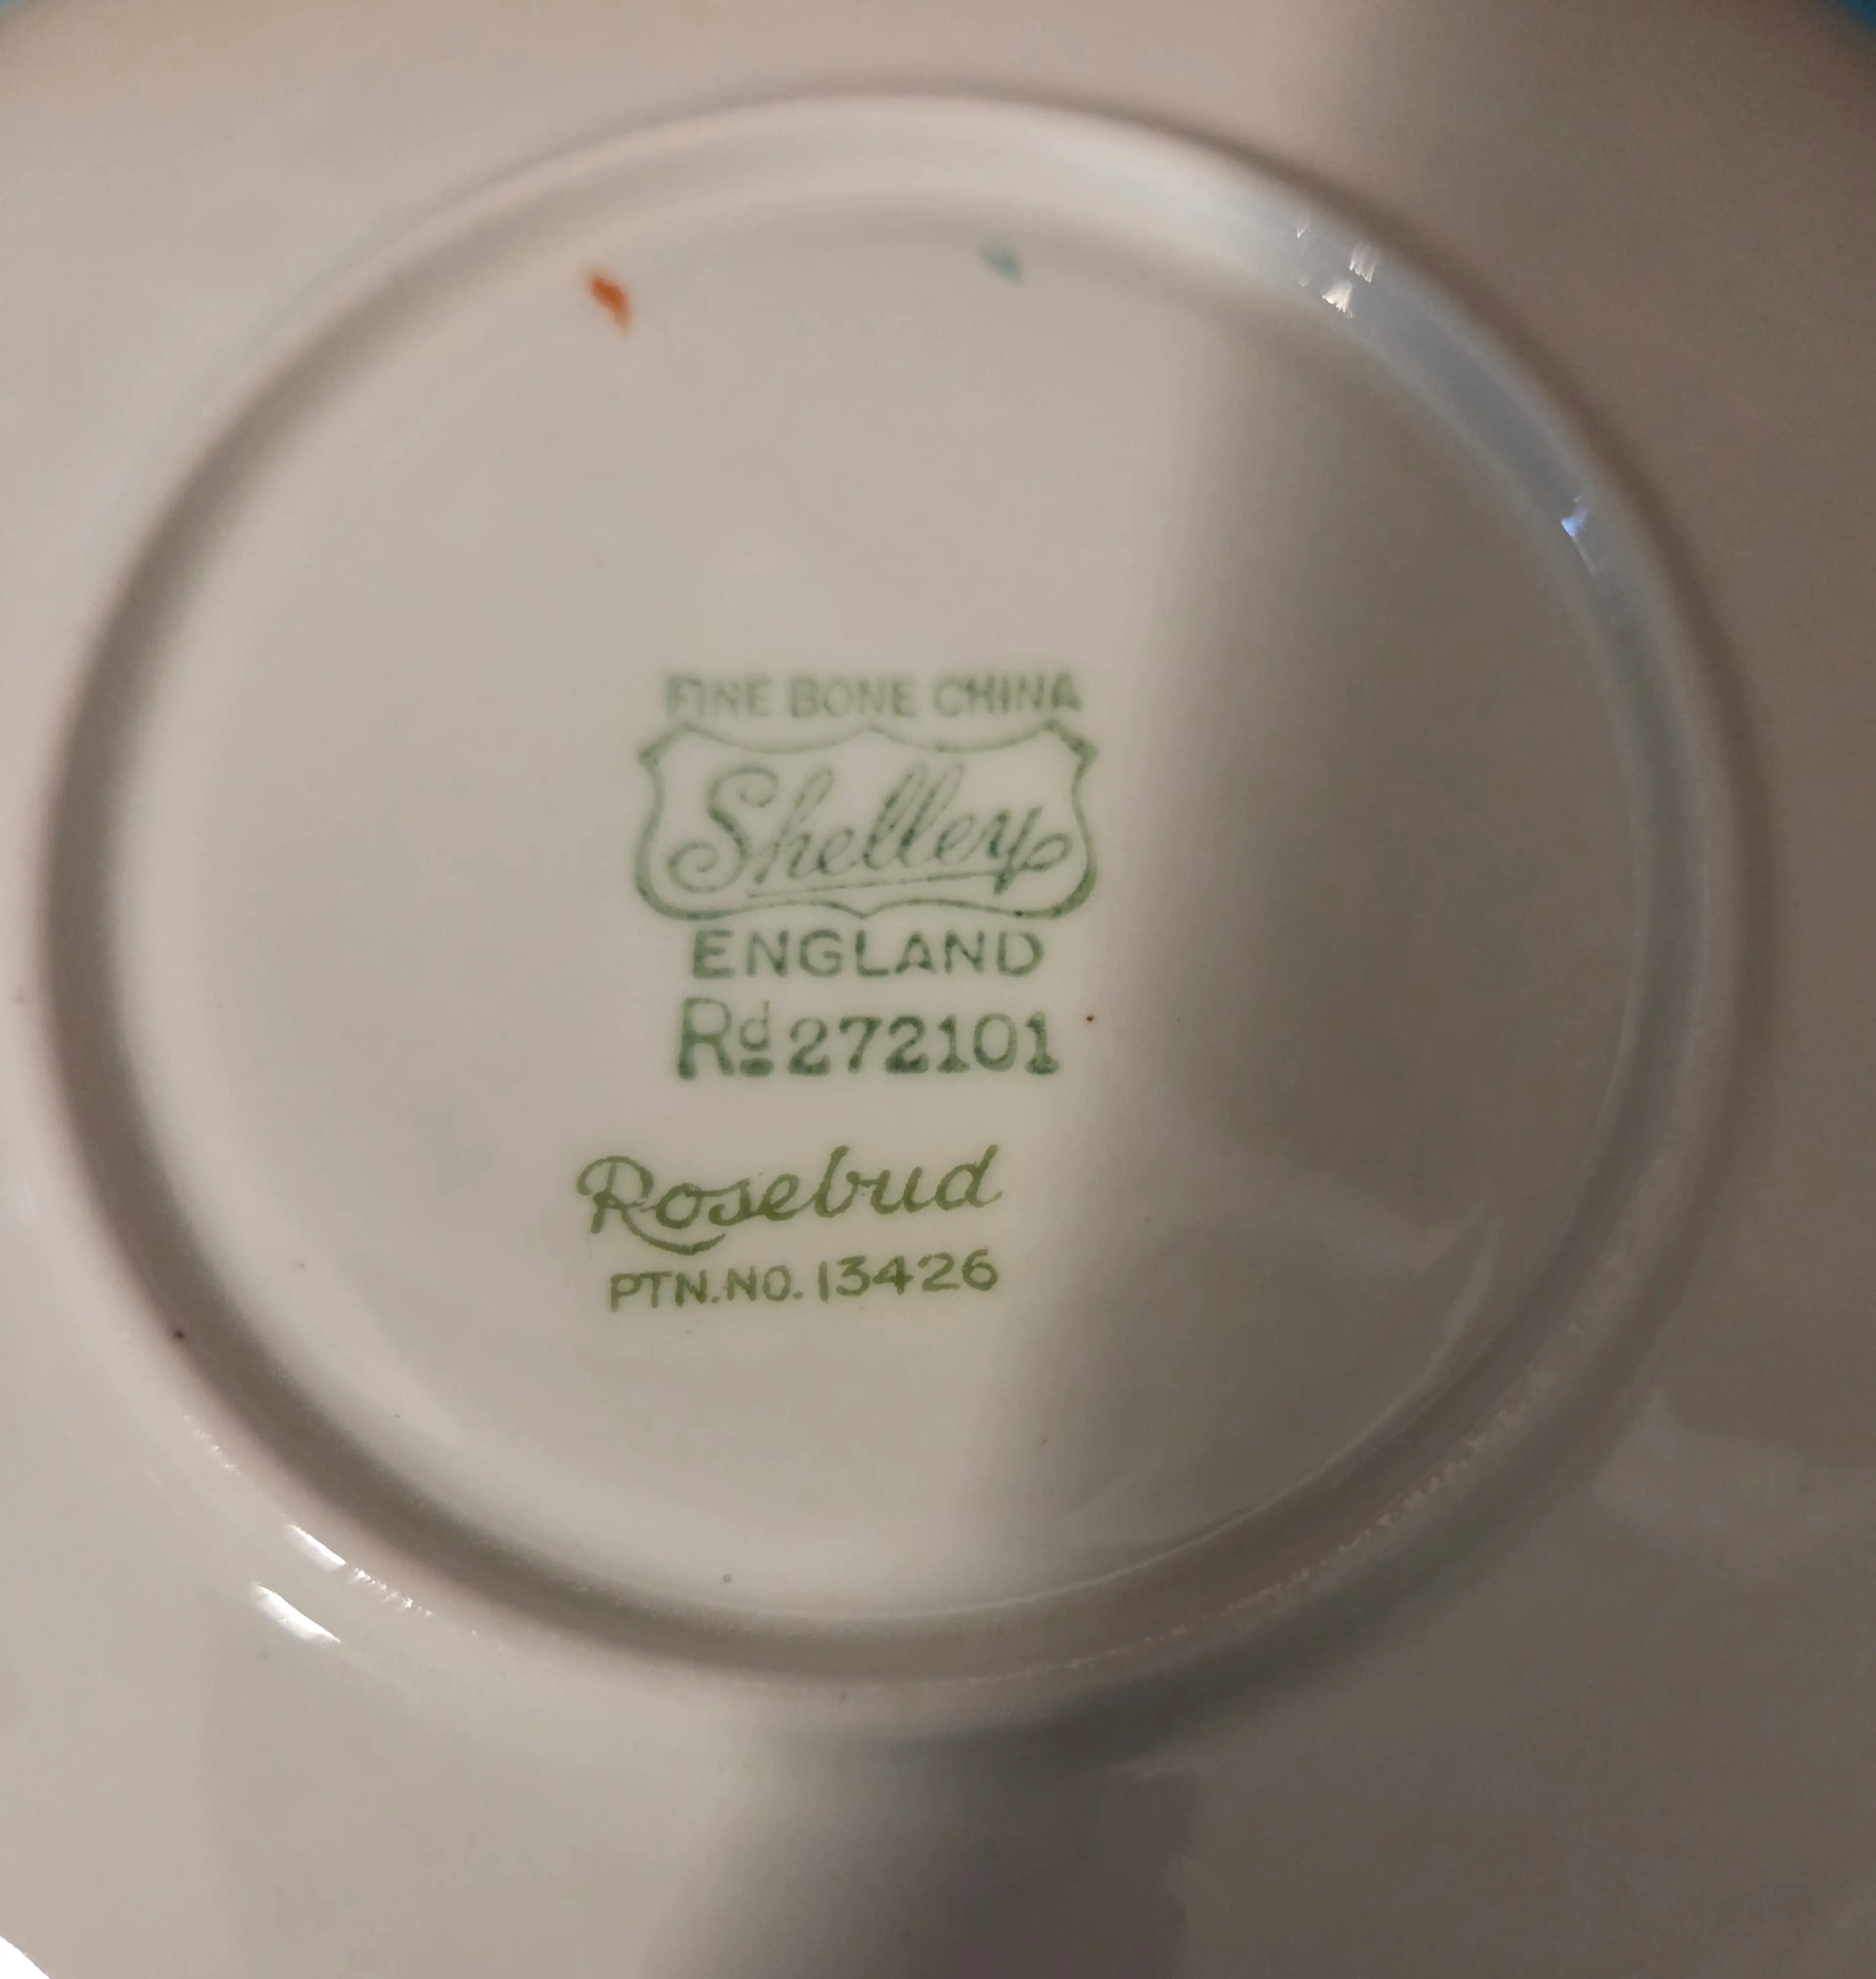 FINE BONE CHINA
Shelley
ENGLAND
Rd 272101
Rosebud
PTN.NO.13426